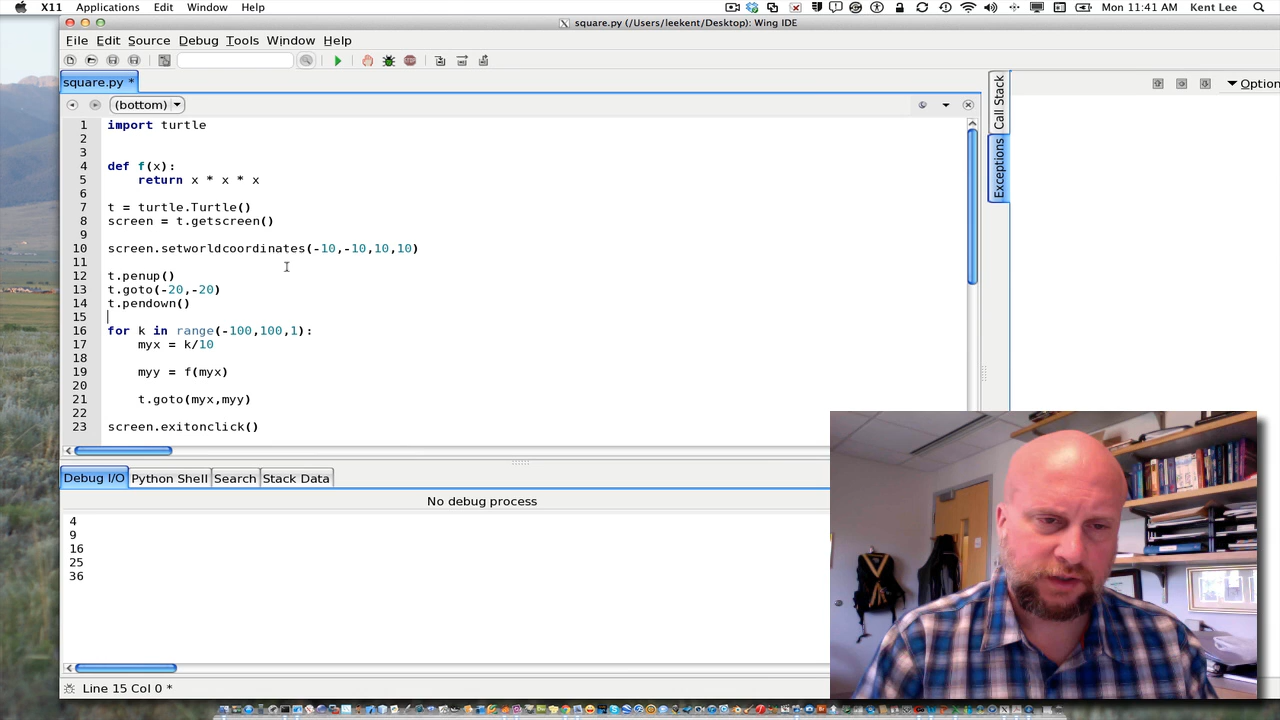 X11 Applications Edit Window Help
Mon 11:41 AM Kent Lee
square.py (/Users/leekent/Desktop): Wing IDE
File Edit Source Debug Tools Window Help
square.py *
(bottom)
Option
Call Stack
Exceptions
1 import turtle
2
3
4 def f(x):
5     return x * x * x
6
7 t = turtle.Turtle()
8 screen = t.getscreen()
9
10 screen.setworldcoordinates(-10,-10,10,10)
11
12 t.penup()
13 t.goto(-20,-20)
14 t.pendown()
15
16 for k in range(-100,100,1):
17     myx = k/10
18
19     myy = f(myx)
20
21     t.goto(myx,myy)
22
23 screen.exitonclick()
Debug I/O Python Shell Search Stack Data
No debug process
4
9
16
25
36
Line 15 Col 0 *